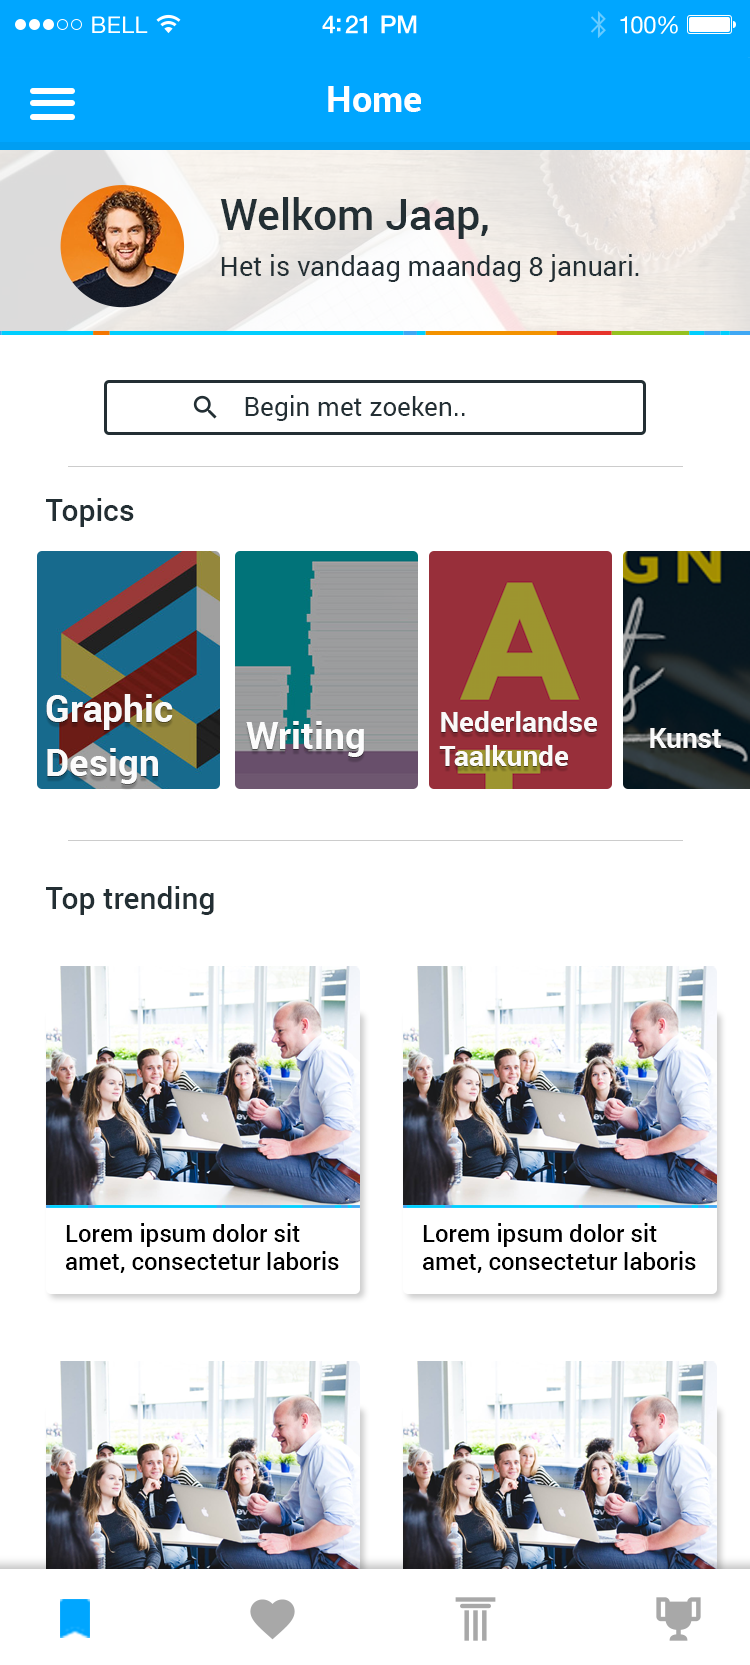 BELL
4:21 PM
100%
Home
Welkom Jaap,
Het is vandaag maandag 8 januari.
Begin met zoeken..
Topics
Graphic
Design
Writing
A
Nederlandse
Taalkunde
T
GN
ts
Kunst
Top trending
Lorem ipsum dolor sit
amet, consectetur laboris
Lorem ipsum dolor sit
amet, consectetur laboris